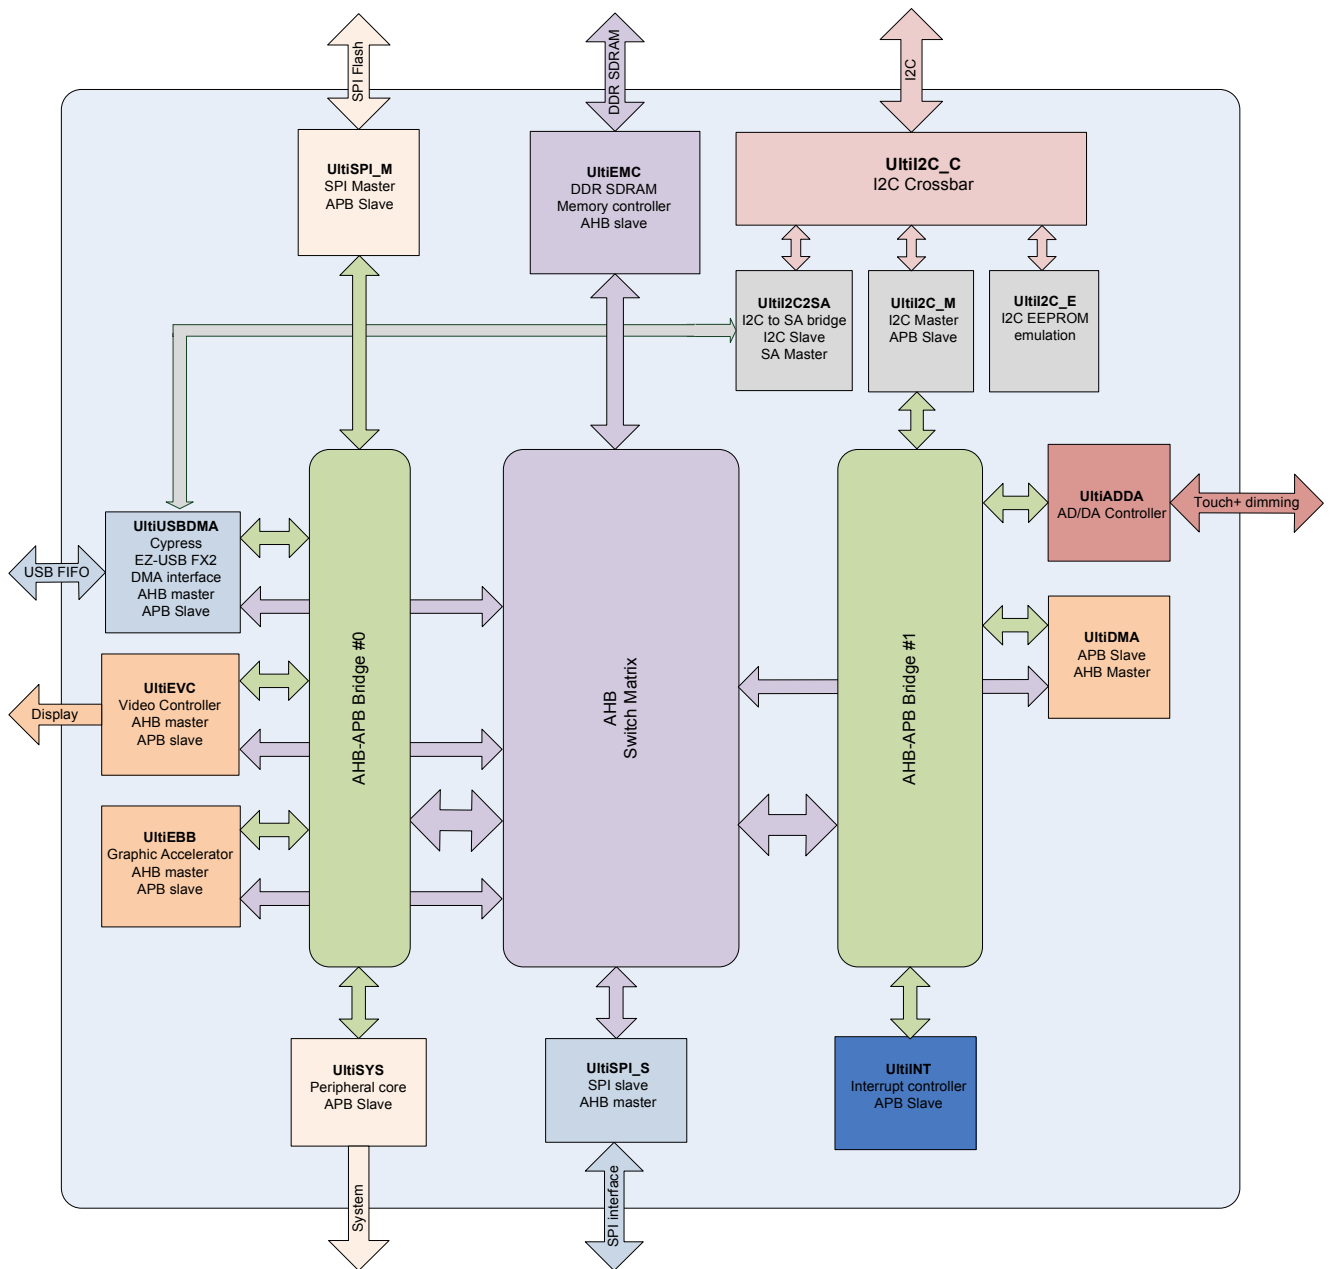 SPI Flash
DDR SDRAM
I2C
UltiSPI_M
SPI Master
APB Slave
UltiEMC
DDR SDRAM
Memory controller
AHB slave
UltiI2C_C
I2C Crossbar
UltiI2C2SA
I2C to SA bridge
I2C Slave
SA Master
UltiI2C_M
I2C Master
APB Slave
UltiI2C_E
I2C EEPROM
emulation
UltiUSBDMA
Cypress
EZ-USB FX2
DMA interface
AHB master
APB Slave
USB FIFO
UltiEVC
Video Controller
AHB master
APB slave
Display
UltiEBB
Graphic Accelerator
AHB master
APB slave
AHB-APB Bridge #0
AHB
Switch Matrix
AHB-APB Bridge #1
UltiADDA
AD/DA Controller
Touch+ dimming
UltiDMA
APB Slave
AHB Master
UltiSYS
Peripheral core
APB Slave
UltiSPI_S
SPI slave
AHB master
UltiINT
Interrupt controller
APB Slave
System
SPI interface